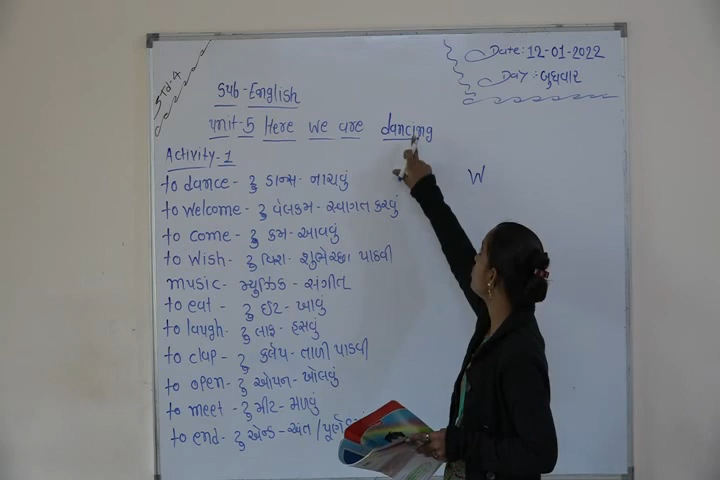 Std-4
Date: 12-01-2022
Day:- બુધવાર
Sub - English
Unit-5 Here We are dancing
Activity-1
W
to dance - ટુ ડાન્સ - નાચવું
to welcome - ટુ વેલકમ - સ્વાગત કરવું
to come - ટુ કમ - આવવું
to wish - ટુ વિશ - શુભેચ્છા પાઠવી
music - મ્યુઝિક - સંગીત
to eat - ટુ ઈટ - ખાવું
to laugh - ટુ લાફ - હસવું
to clap - ટુ ક્લેપ - તાળી પાડવી
to open - ટુ ઓપન - ખોલવું
to meet - ટુ મીટ - મળવું
to end - ટુ એન્ડ - અંત /